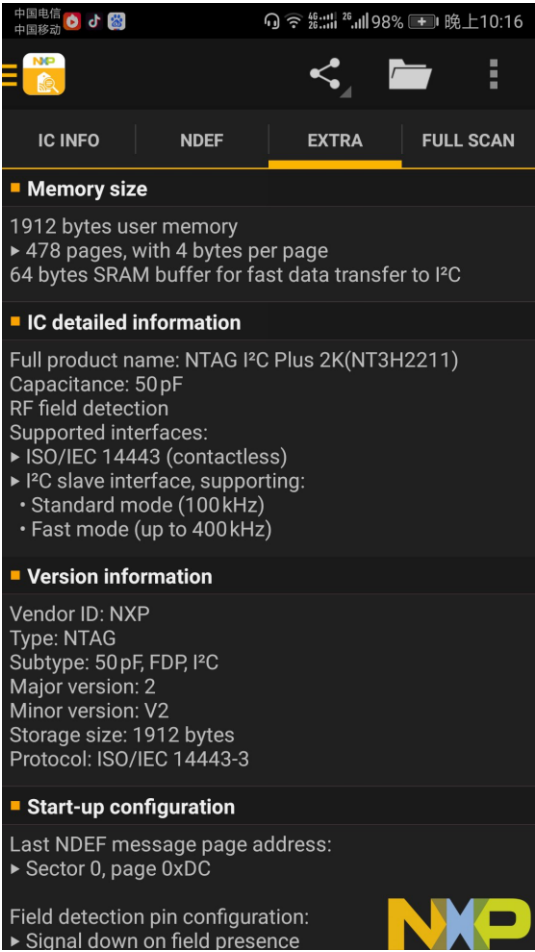 中国电信
中国移动
4G 2G 2G 98% 晚上10:16
NXP
IC INFO NDEF EXTRA FULL SCAN
Memory size
1912 bytes user memory
▸ 478 pages, with 4 bytes per page
64 bytes SRAM buffer for fast data transfer to I²C
IC detailed information
Full product name: NTAG I²C Plus 2K(NT3H2211)
Capacitance: 50 pF
RF field detection
Supported interfaces:
▸ ISO/IEC 14443 (contactless)
▸ I²C slave interface, supporting:
• Standard mode (100 kHz)
• Fast mode (up to 400 kHz)
Version information
Vendor ID: NXP
Type: NTAG
Subtype: 50 pF, FDP, I²C
Major version: 2
Minor version: V2
Storage size: 1912 bytes
Protocol: ISO/IEC 14443-3
Start-up configuration
Last NDEF message page address:
▸ Sector 0, page 0xDC
Field detection pin configuration:
▸ Signal down on field presence
NXP